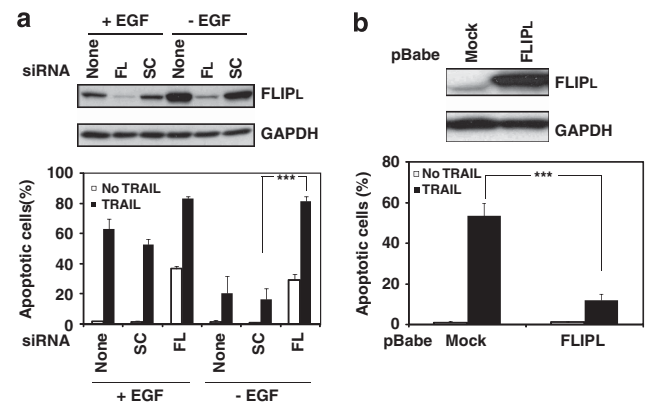 a
+ EGF - EGF
siRNA None FL SC None FL SC
FLIPL
GAPDH
Apoptotic cells(%)
100
80
60
40
20
0
No TRAIL
TRAIL
***
siRNA None SC FL None SC FL
+ EGF - EGF
b
pBabe Mock FLIPL
FLIPL
GAPDH
Apoptotic cells (%)
80
60
40
20
0
No TRAIL
TRAIL
***
pBabe Mock FLIPL